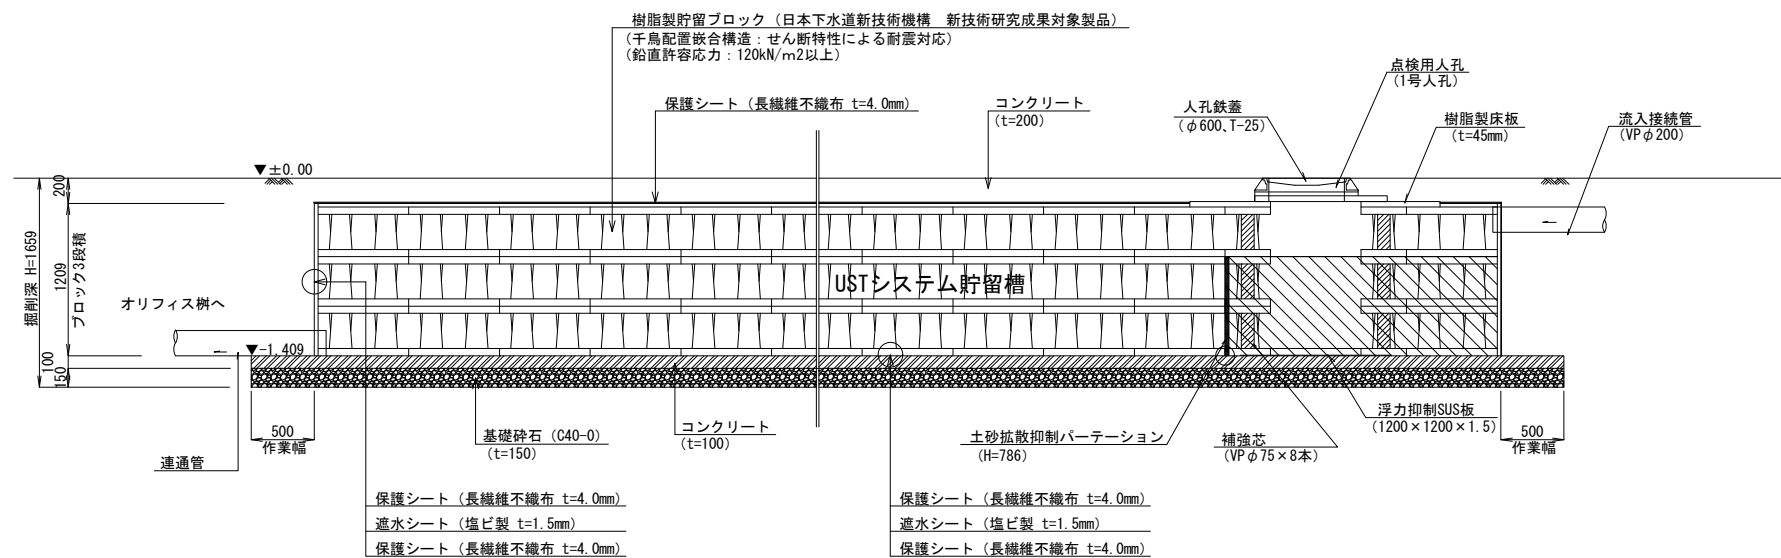 樹脂製貯留ブロック（日本下水道新技術機構　新技術研究成果対象製品）
（千鳥配置嵌合構造：せん断特性による耐震対応）
（鉛直許容応力：120kN/m2以上）
点検用人孔
（1号人孔）
保護シート（長繊維不織布 t=4.0mm）
コンクリート
（t=200）
人孔鉄蓋
（φ600、T-25）
樹脂製床板
（t=45mm）
流入接続管
（VPφ200）
▼±0.00
200
掘削深 H=1659
1209
ブロック3段積
USTシステム貯留槽
オリフィス桝へ
▼-1.409
100
150
500
作業幅
連通管
基礎砕石（C40-0）
（t=150）
コンクリート
（t=100）
土砂拡散抑制パーテーション
（H=786）
補強芯
（VPφ75×8本）
浮力抑制SUS板
（1200×1200×1.5）
500
作業幅
保護シート（長繊維不織布 t=4.0mm）
遮水シート（塩ビ製 t=1.5mm）
保護シート（長繊維不織布 t=4.0mm）
保護シート（長繊維不織布 t=4.0mm）
遮水シート（塩ビ製 t=1.5mm）
保護シート（長繊維不織布 t=4.0mm）